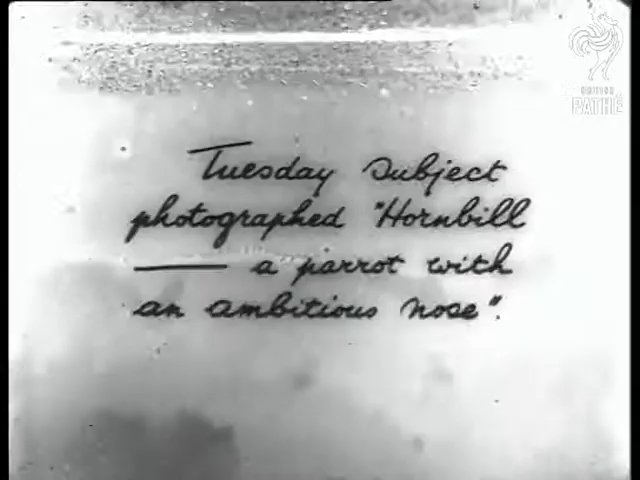 BRITISH
PATHÉ
Tuesday Subject
photographed "Hornbill
— a parrot with
an ambitious nose".